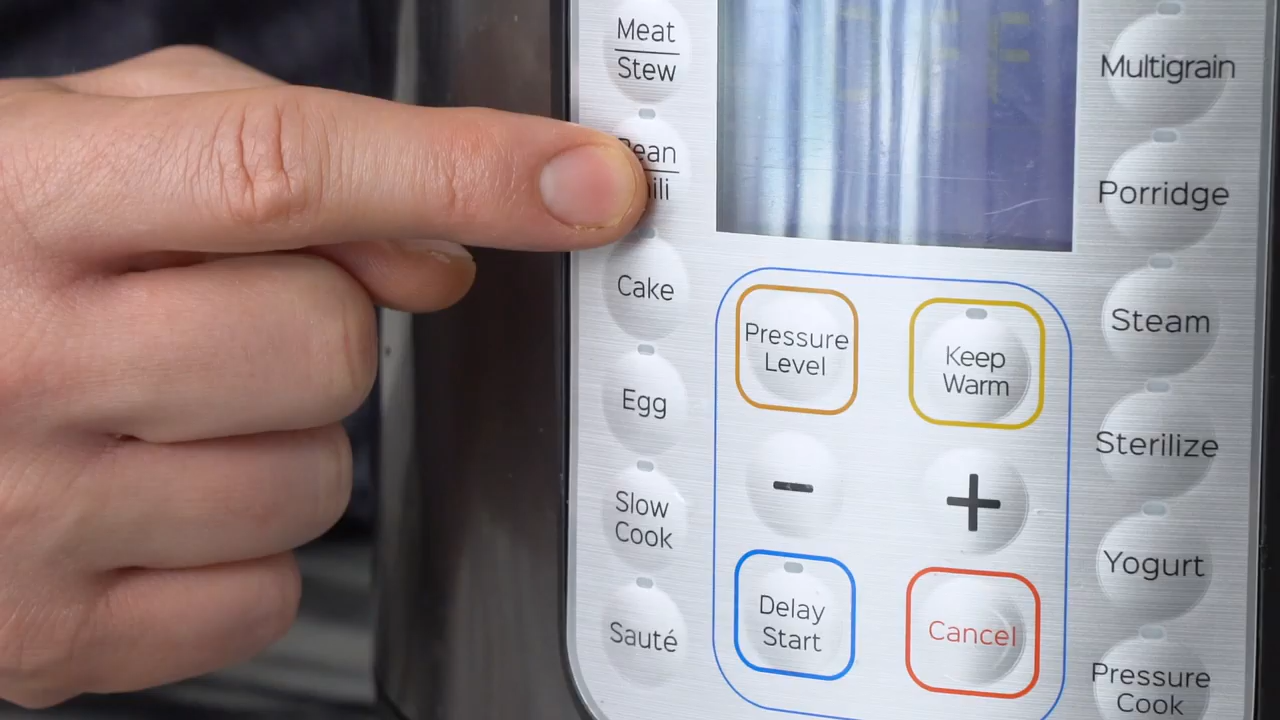 Meat
Stew
Cake
Egg
Slow
Cook
Sauté
OFF
Pressure
Level
Keep
Warm
-
+
Delay
Start
Cancel
Multigrain
Porridge
Steam
Sterilize
Yogurt
Pressure
Cook